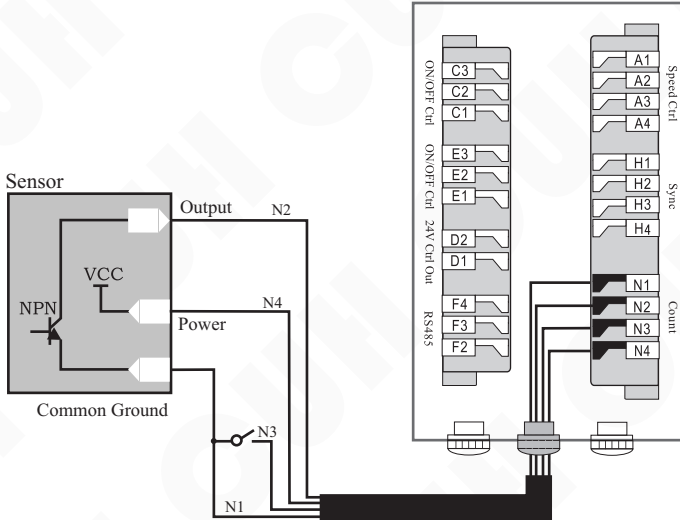 Sensor
Output
N2
VCC
NPN
N4
Power
Common Ground
N3
N1
ON/OFF Ctrl
C3
C2
C1
ON/OFF Ctrl
E3
E2
E1
24V Ctrl Out
D2
D1
RS485
F4
F3
F2
Speed Ctrl
A1
A2
A3
A4
Sync
H1
H2
H3
H4
Count
N1
N2
N3
N4